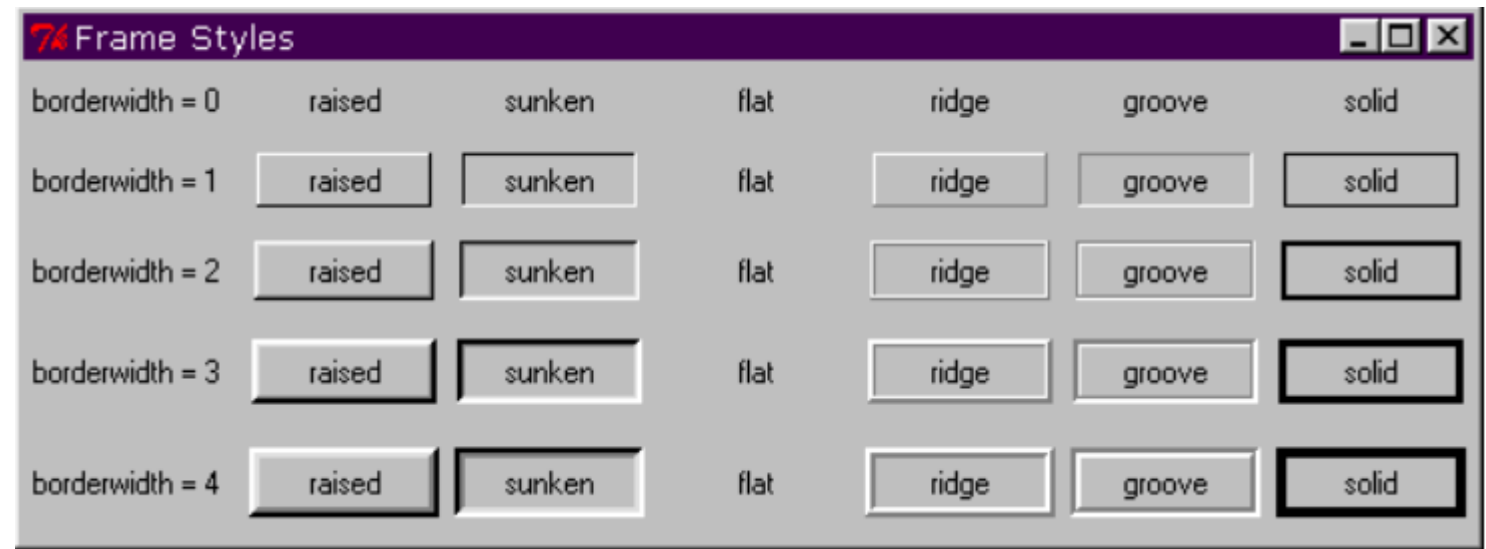 7k Frame Styles
borderwidth = 0 raised sunken flat ridge groove solid
borderwidth = 1 raised sunken flat ridge groove solid
borderwidth = 2 raised sunken flat ridge groove solid
borderwidth = 3 raised sunken flat ridge groove solid
borderwidth = 4 raised sunken flat ridge groove solid